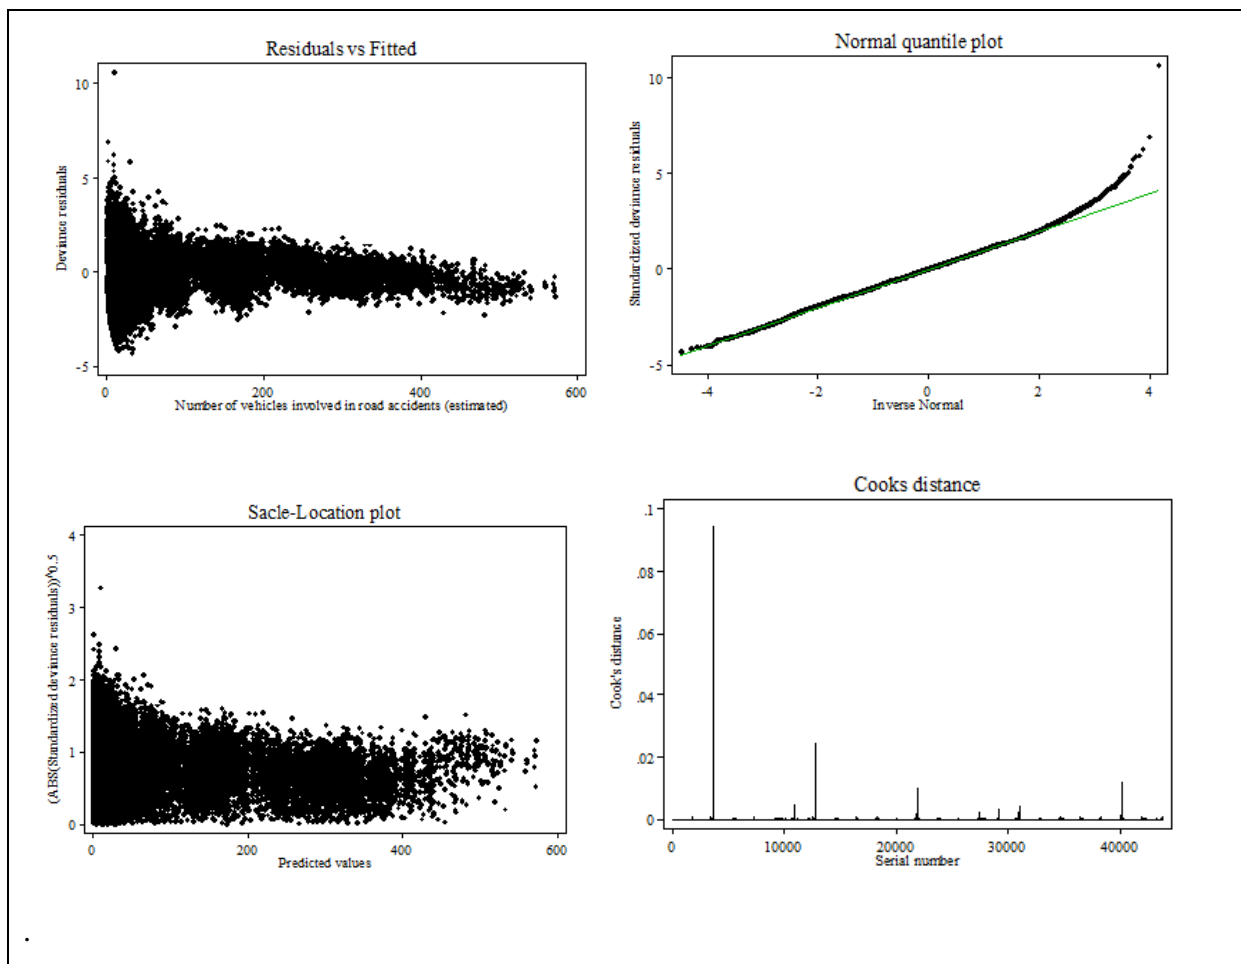 Residuals vs Fitted
Deviance residuals
10
5
0
-5
0 200 400 600
Number of vehicles involved in road accidents (estimated)
Normal quantile plot
Standardized deviance residuals
10
5
0
-5
-4 -2 0 2 4
Inverse Normal
Sacle-Location plot
(ABS(Standardized deviance residuals))^0.5
4
3
2
1
0
0 200 400 600
Predicted values
Cooks distance
Cook's distance
.1
.08
.06
.04
.02
0
0 10000 20000 30000 40000
Serial number
.